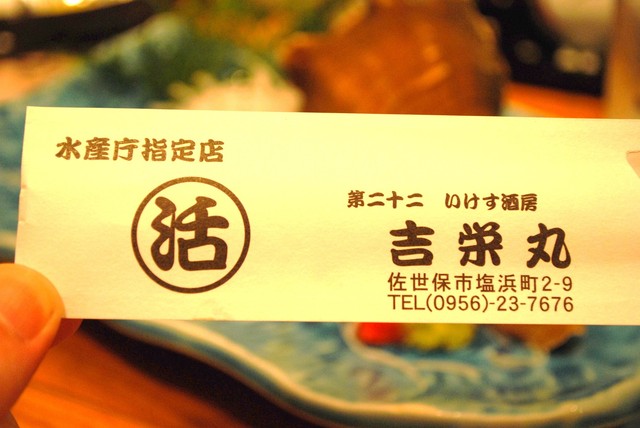 水産庁指定店
活
第二十二　いけす酒房
吉栄丸
佐世保市塩浜町2-9
TEL(0956)-23-7676